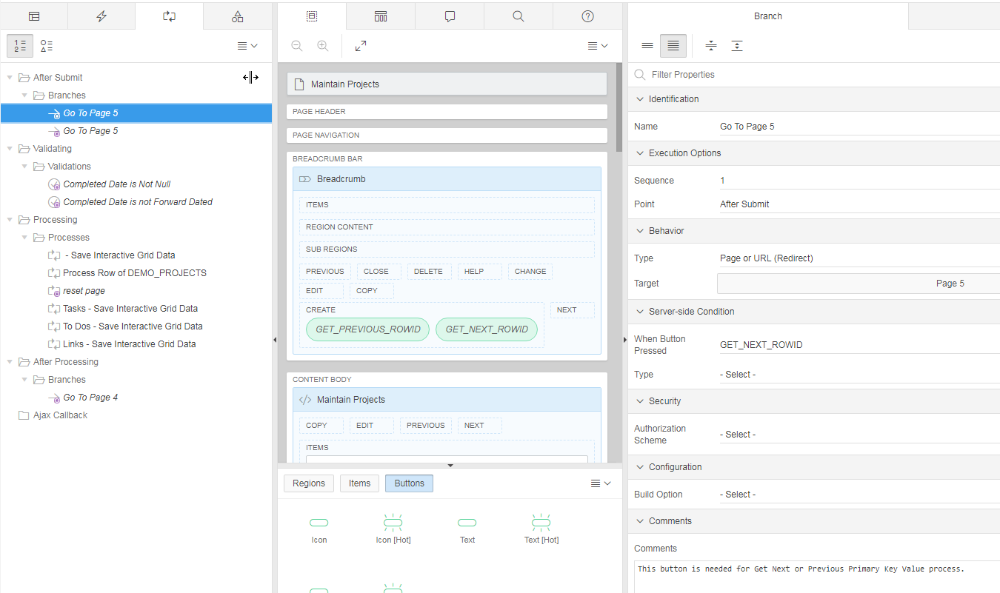 Branch
1
2
After Submit
Branches
Go To Page 5
Go To Page 5
Validating
Validations
Completed Date is Not Null
Completed Date is not Forward Dated
Processing
Processes
- Save Interactive Grid Data
Process Row of DEMO_PROJECTS
reset page
Tasks - Save Interactive Grid Data
To Dos - Save Interactive Grid Data
Links - Save Interactive Grid Data
After Processing
Branches
Go To Page 4
Ajax Callback
Maintain Projects
PAGE HEADER
PAGE NAVIGATION
BREADCRUMB BAR
Breadcrumb
ITEMS
REGION CONTENT
SUB REGIONS
PREVIOUS CLOSE DELETE HELP CHANGE
EDIT COPY
CREATE NEXT
GET_PREVIOUS_ROWID GET_NEXT_ROWID
CONTENT BODY
Maintain Projects
COPY EDIT PREVIOUS NEXT
ITEMS
Regions Items Buttons
Icon Icon [Hot] Text Text [Hot]
Filter Properties
Identification
Name Go To Page 5
Execution Options
Sequence 1
Point After Submit
Behavior
Type Page or URL (Redirect)
Target Page 5
Server-side Condition
When Button
Pressed GET_NEXT_ROWID
Type - Select -
Security
Authorization
Scheme - Select -
Configuration
Build Option - Select -
Comments
Comments
This button is needed for Get Next or Previous Primary Key Value process.